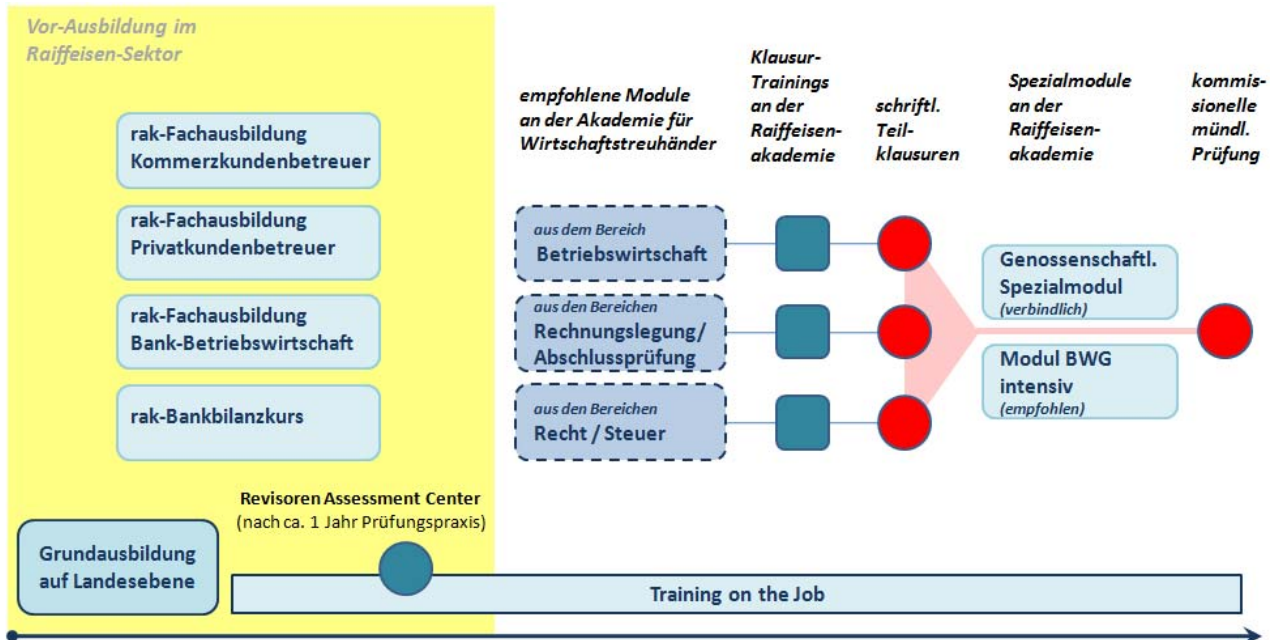 Vor-Ausbildung im
Raiffeisen-Sektor
rak-Fachausbildung
Kommerzkundenbetreuer
rak-Fachausbildung
Privatkundenbetreuer
rak-Fachausbildung
Bank-Betriebswirtschaft
rak-Bankbilanzkurs
Revisoren Assessment Center
(nach ca. 1 Jahr Prüfungspraxis)
Grundausbildung
auf Landesebene
Training on the Job
empfohlene Module
an der Akademie für
Wirtschaftstreuhänder
aus dem Bereich
Betriebswirtschaft
aus den Bereichen
Rechnungslegung/
Abschlussprüfung
aus den Bereichen
Recht / Steuer
Klausur-
Trainings
an der
Raiffeisen-
akademie
schriftl.
Teil-
klausuren
Spezialmodule
an der
Raiffeisen-
akademie
Genossenschaftl.
Spezialmodul
(verbindlich)
Modul BWG
intensiv
(empfohlen)
kommis-
sionelle
mündl.
Prüfung